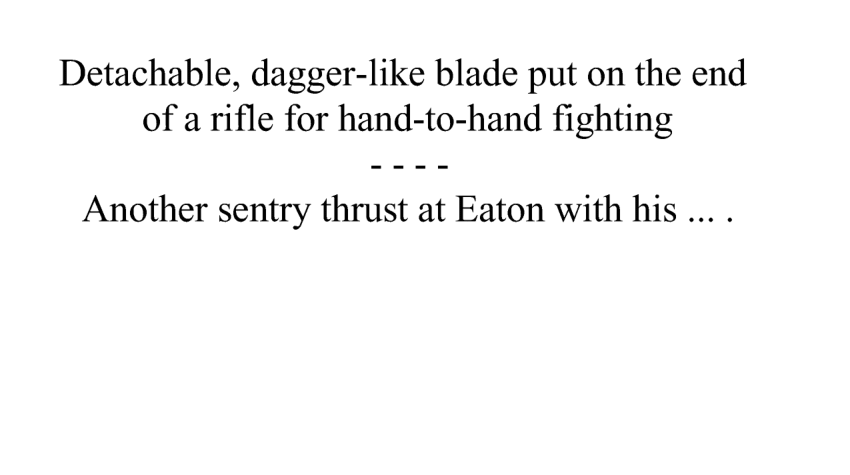 Detachable, dagger-like blade put on the end
of a rifle for hand-to-hand fighting
- - - -
Another sentry thrust at Eaton with his ... .